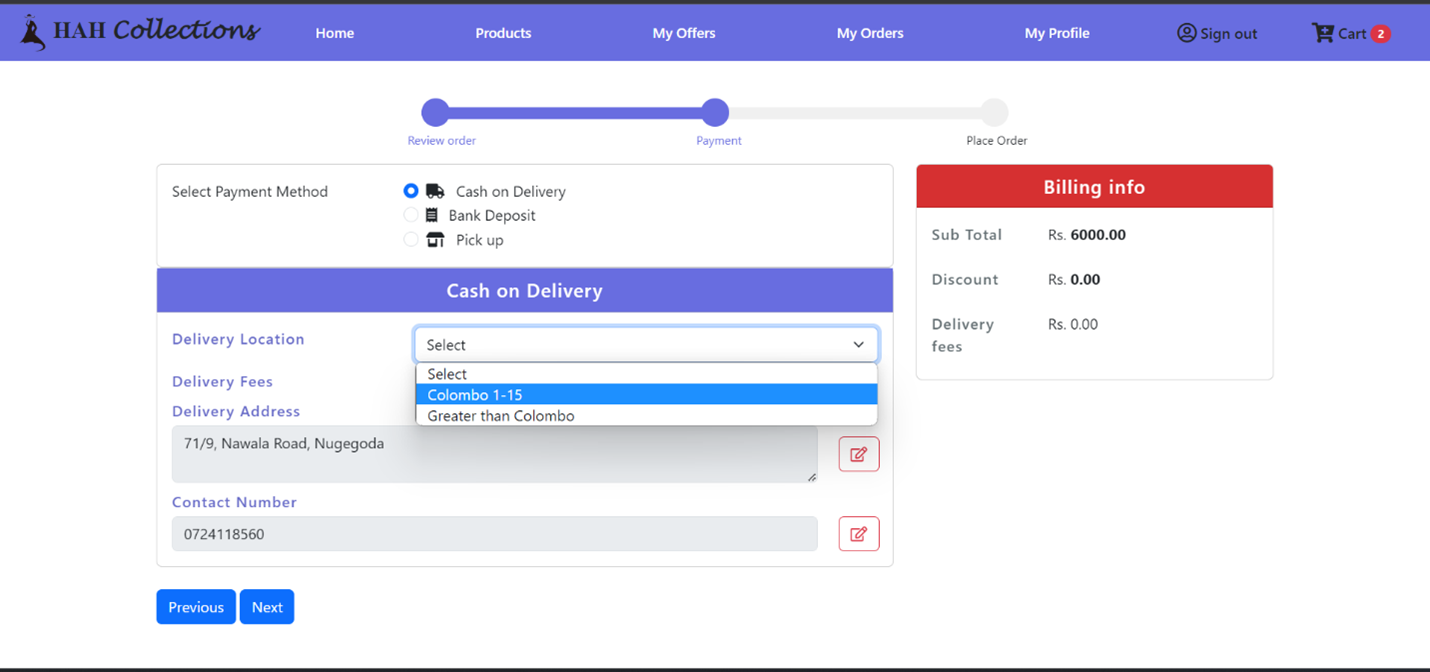 HAH Collections Home Products My Offers My Orders My Profile Sign out Cart 2
Review order Payment Place Order
Select Payment Method
Cash on Delivery
Bank Deposit
Pick up
Cash on Delivery
Delivery Location
Select
Select
Colombo 1-15
Greater than Colombo
Delivery Fees
Delivery Address
71/9, Nawala Road, Nugegoda
Contact Number
0724118560
Previous Next
Billing info
Sub Total Rs. 6000.00
Discount Rs. 0.00
Delivery Rs. 0.00
fees